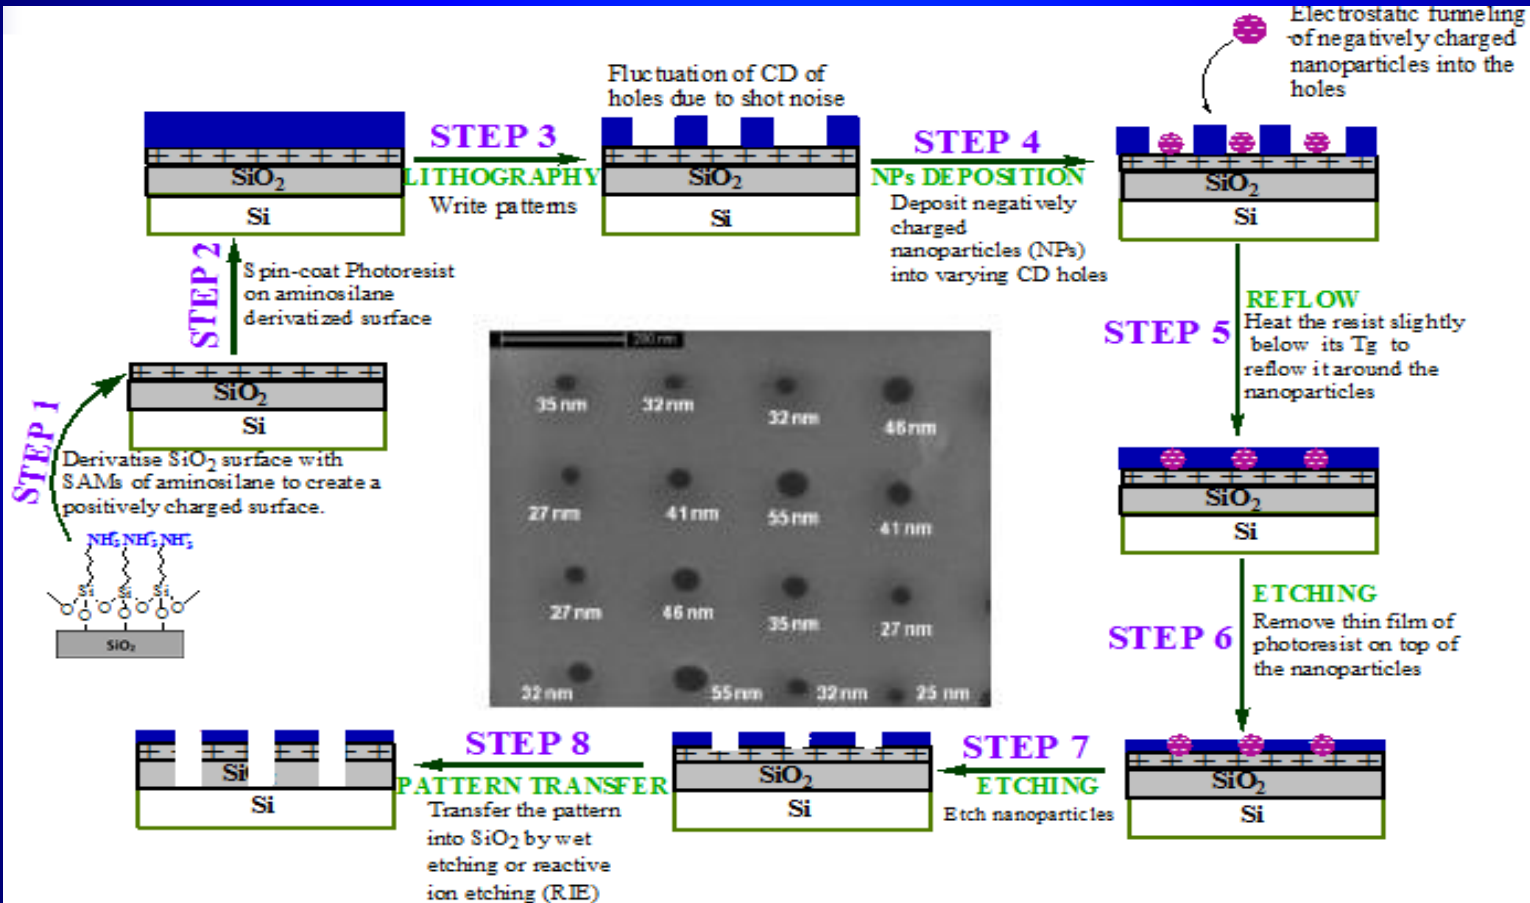 Electrostatic funneling
of negatively charged
nanoparticles into the
holes
Fluctuation of CD of
holes due to shot noise
STEP 3
LITHOGRAPHY
Write patterns
STEP 4
NPs DEPOSITION
Deposit negatively
charged
nanoparticles (NPs)
into varying CD holes
SiO2
Si
SiO2
Si
SiO2
Si
STEP 2
Spin-coat Photoresist
on aminosilane
derivatized surface
STEP 5
REFLOW
Heat the resist slightly
below its Tg to
reflow it around the
nanoparticles
SiO2
Si
STEP 1
Derivatise SiO2 surface with
SAMs of aminosilane to create a
positively charged surface.
Si Si Si
O O O O
SiO2
200 nm
35 nm 32 nm 32 nm 46 nm
27 nm 41 nm 55 nm 41 nm
27 nm 46 nm 35 nm 27 nm
32 nm 55 nm 32 nm 25 nm
SiO2
Si
STEP 6
ETCHING
Remove thin film of
photoresist on top of
the nanoparticles
SiO2
Si
STEP 7
ETCHING
Etch nanoparticles
SiO2
Si
STEP 8
PATTERN TRANSFER
Transfer the pattern
into SiO2 by wet
etching or reactive
ion etching (RIE)
Si